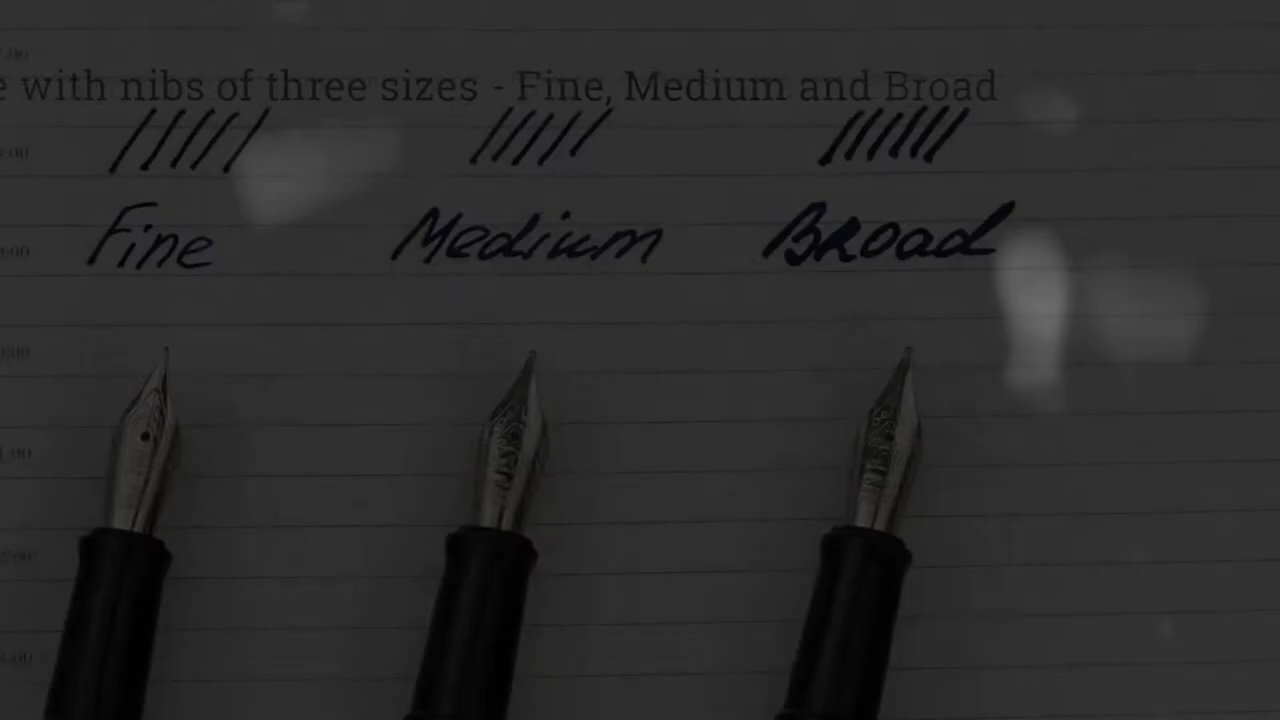 with nibs of three sizes - Fine, Medium and Broad
Fine Medium Broad